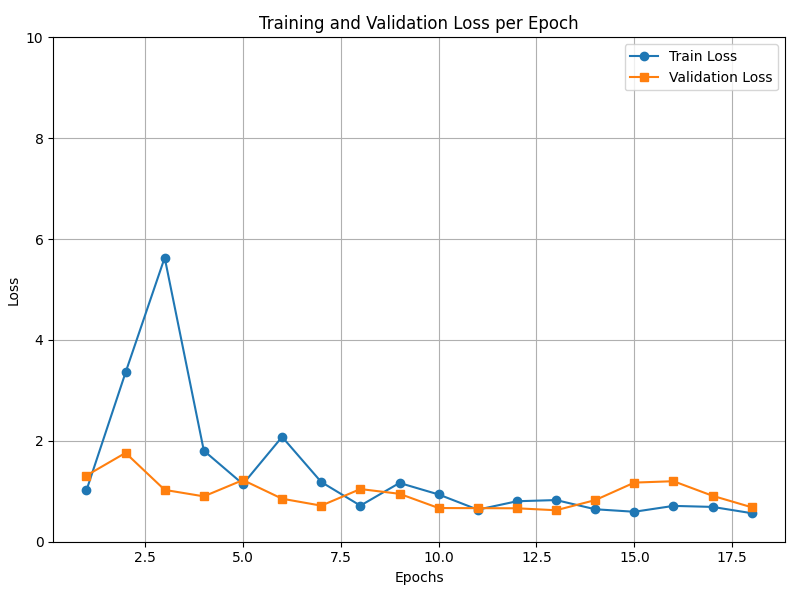 Training and Validation Loss per Epoch
Train Loss
Validation Loss
10
8
6
4
2
0
Loss
2.5 5.0 7.5 10.0 12.5 15.0 17.5
Epochs